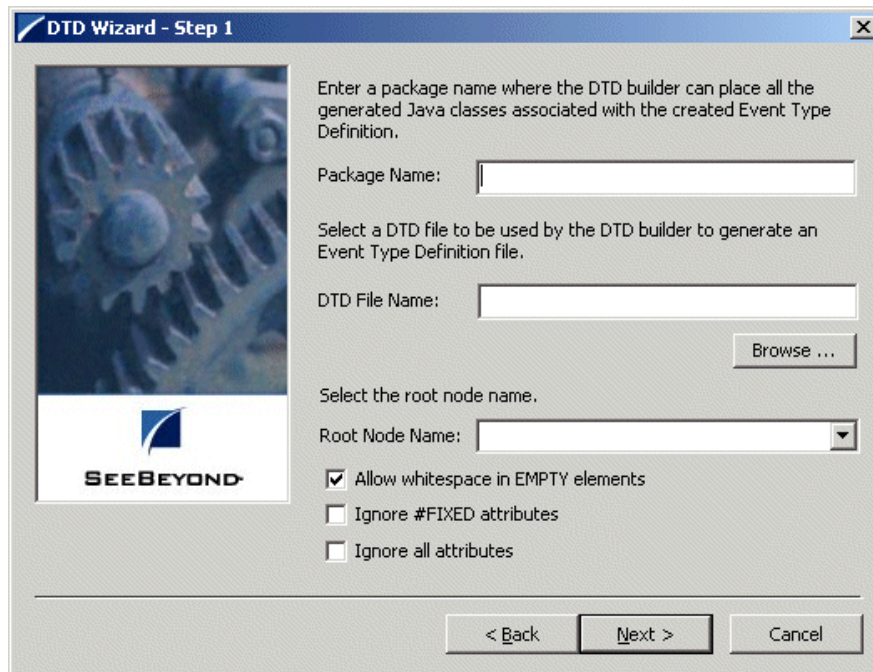 DTD Wizard - Step 1
Enter a package name where the DTD builder can place all the
generated Java classes associated with the created Event Type
Definition.
Package Name:
Select a DTD file to be used by the DTD builder to generate an
Event Type Definition file.
DTD File Name:
Browse ...
Select the root node name.
Root Node Name:
SEEBEYOND
Allow whitespace in EMPTY elements
Ignore #FIXED attributes
Ignore all attributes
< Back
Next >
Cancel